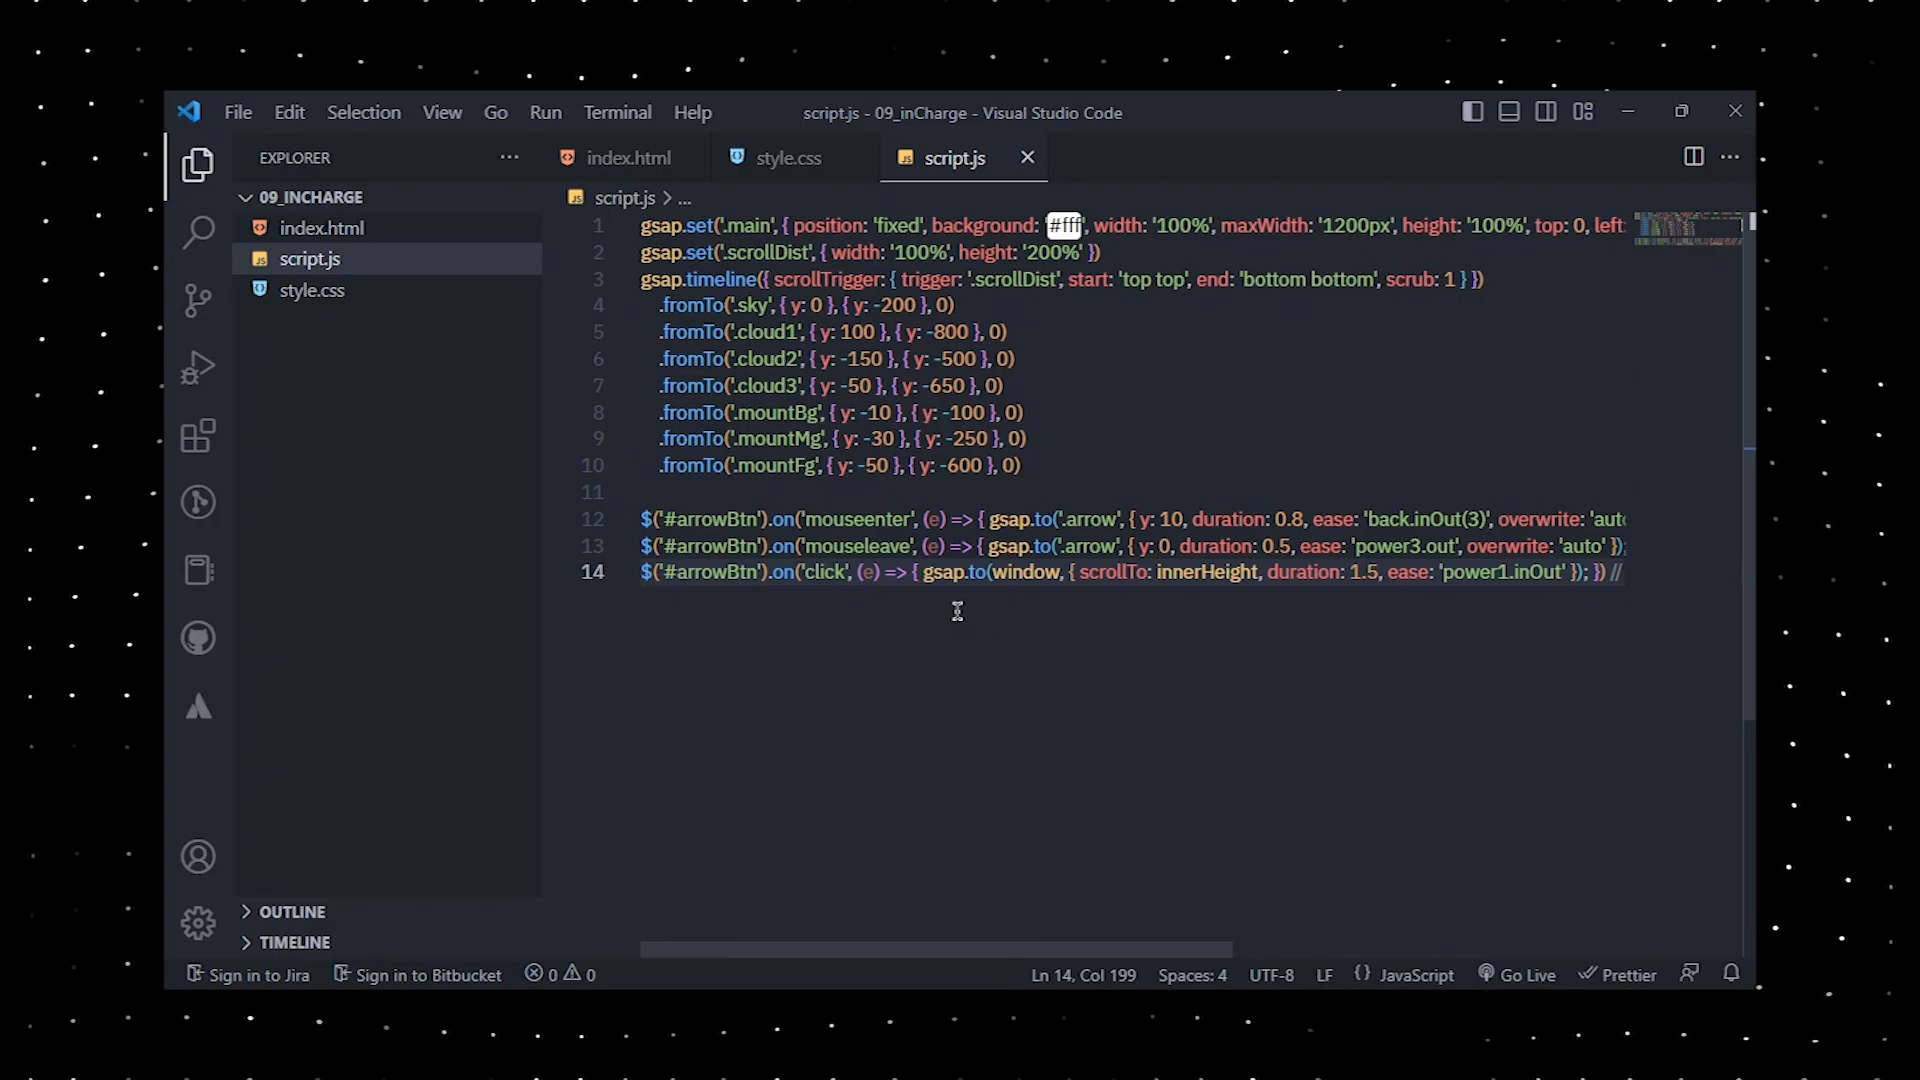 File Edit Selection View Go Run Terminal Help script.js - 09_inCharge - Visual Studio Code
EXPLORER
index.html style.css script.js
09_INCHARGE
index.html
script.js
style.css
script.js > ...
1 gsap.set('.main', { position: 'fixed', background: '#fff', width: '100%', maxWidth: '1200px', height: '100%', top: 0, left:
2 gsap.set('.scrollDist', { width: '100%', height: '200%' })
3 gsap.timeline({ scrollTrigger: { trigger: '.scrollDist', start: 'top top', end: 'bottom bottom', scrub: 1 } })
4 .fromTo('.sky', { y: 0 }, { y: -200 }, 0)
5 .fromTo('.cloud1', { y: 100 }, { y: -800 }, 0)
6 .fromTo('.cloud2', { y: -150 }, { y: -500 }, 0)
7 .fromTo('.cloud3', { y: -50 }, { y: -650 }, 0)
8 .fromTo('.mountBg', { y: -10 }, { y: -100 }, 0)
9 .fromTo('.mountMg', { y: -30 }, { y: -250 }, 0)
10 .fromTo('.mountFg', { y: -50 }, { y: -600 }, 0)
11
12 $('#arrowBtn').on('mouseenter', (e) => { gsap.to('.arrow', { y: 10, duration: 0.8, ease: 'back.inOut(3)', overwrite: 'auto
13 $('#arrowBtn').on('mouseleave', (e) => { gsap.to('.arrow', { y: 0, duration: 0.5, ease: 'power3.out', overwrite: 'auto' });
14 $('#arrowBtn').on('click', (e) => { gsap.to(window, { scrollTo: innerHeight, duration: 1.5, ease: 'power1.inOut' }); }) //
OUTLINE
TIMELINE
Sign in to Jira Sign in to Bitbucket 0 0 Ln 14, Col 199 Spaces: 4 UTF-8 LF {} JavaScript Go Live Prettier